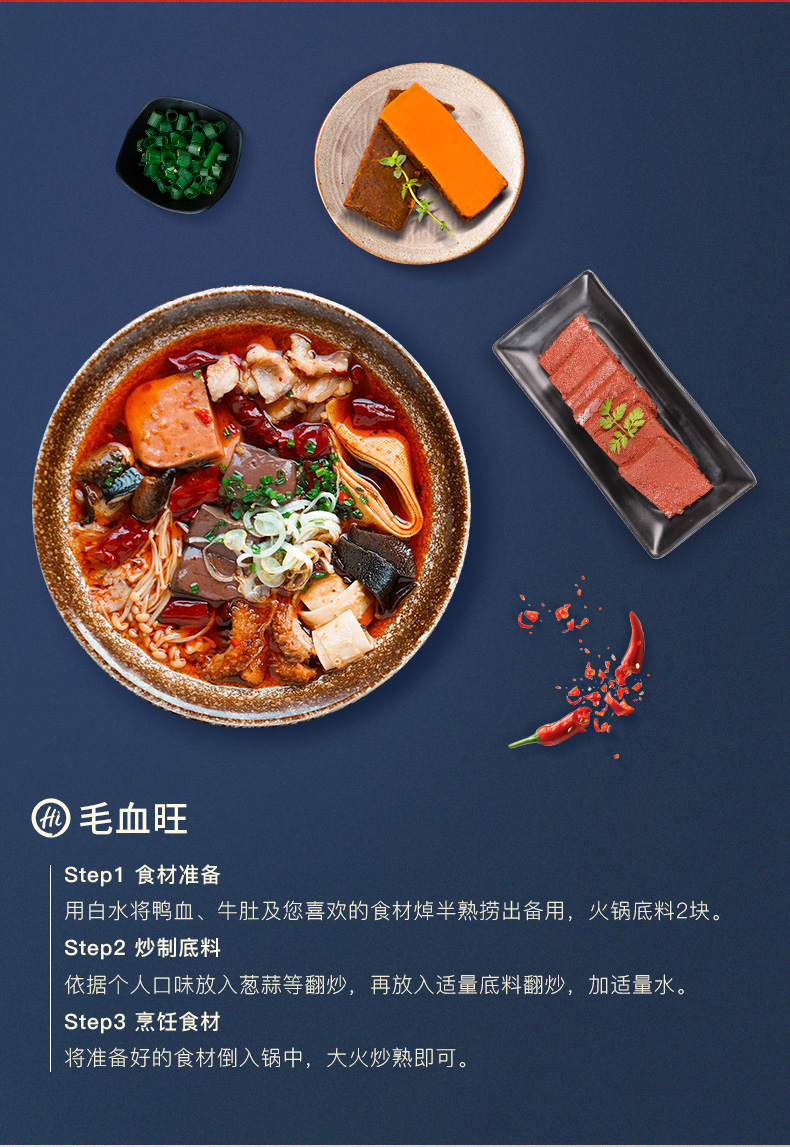 Hi 毛血旺
Step1 食材准备
用白水将鸭血、牛肚及您喜欢的食材焯半熟捞出备用，火锅底料2块。
Step2 炒制底料
依据个人口味放入葱蒜等翻炒，再放入适量底料翻炒，加适量水。
Step3 烹饪食材
将准备好的食材倒入锅中，大火炒熟即可。